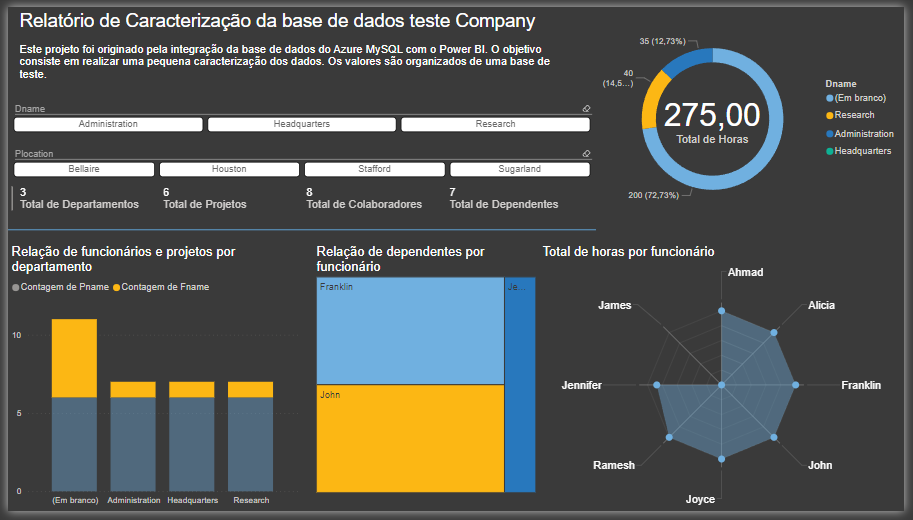 Relatório de Caracterização da base de dados teste Company
Este projeto foi originado pela integração da base de dados do Azure MySQL com o Power BI. O objetivo
consiste em realizar uma pequena caracterização dos dados. Os valores são organizados de uma base de
teste.
Dname
Administration
Headquarters
Research
Plocation
Bellaire
Houston
Stafford
Sugarland
3
Total de Departamentos
6
Total de Projetos
8
Total de Colaboradores
7
Total de Dependentes
35 (12,73%)
40
(14,5...)
275,00
Total de Horas
200 (72,73%)
Dname
(Em branco)
Research
Administration
Headquarters
Relação de funcionários e projetos por
departamento
Contagem de Pname
Contagem de Fname
10
5
0
(Em branco)
Administration
Headquarters
Research
Relação de dependentes por
funcionário
Franklin
Je...
John
Total de horas por funcionário
Ahmad
James
Alicia
Jennifer
Franklin
Ramesh
John
Joyce